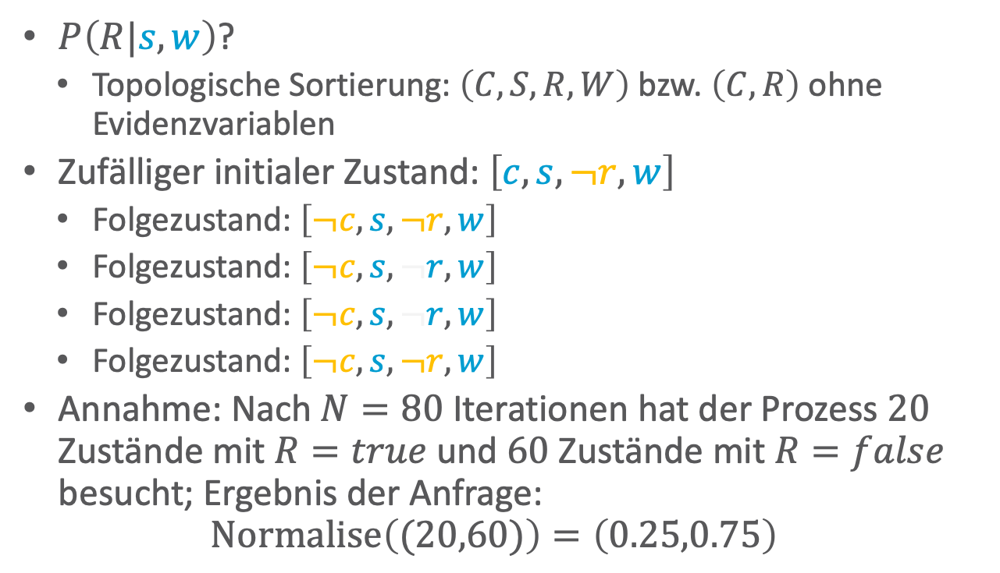 • P(R|s, w)?
• Topologische Sortierung: (C, S, R, W) bzw. (C, R) ohne
Evidenzvariablen
• Zufälliger initialer Zustand: [c, s, ¬r, w]
• Folgezustand: [¬c, s, ¬r, w]
• Folgezustand: [¬c, s, ¬r, w]
• Folgezustand: [¬c, s, ¬r, w]
• Folgezustand: [¬c, s, ¬r, w]
• Annahme: Nach N = 80 Iterationen hat der Prozess 20
Zustände mit R = true und 60 Zustände mit R = false
besucht; Ergebnis der Anfrage:
Normalise((20,60)) = (0.25,0.75)